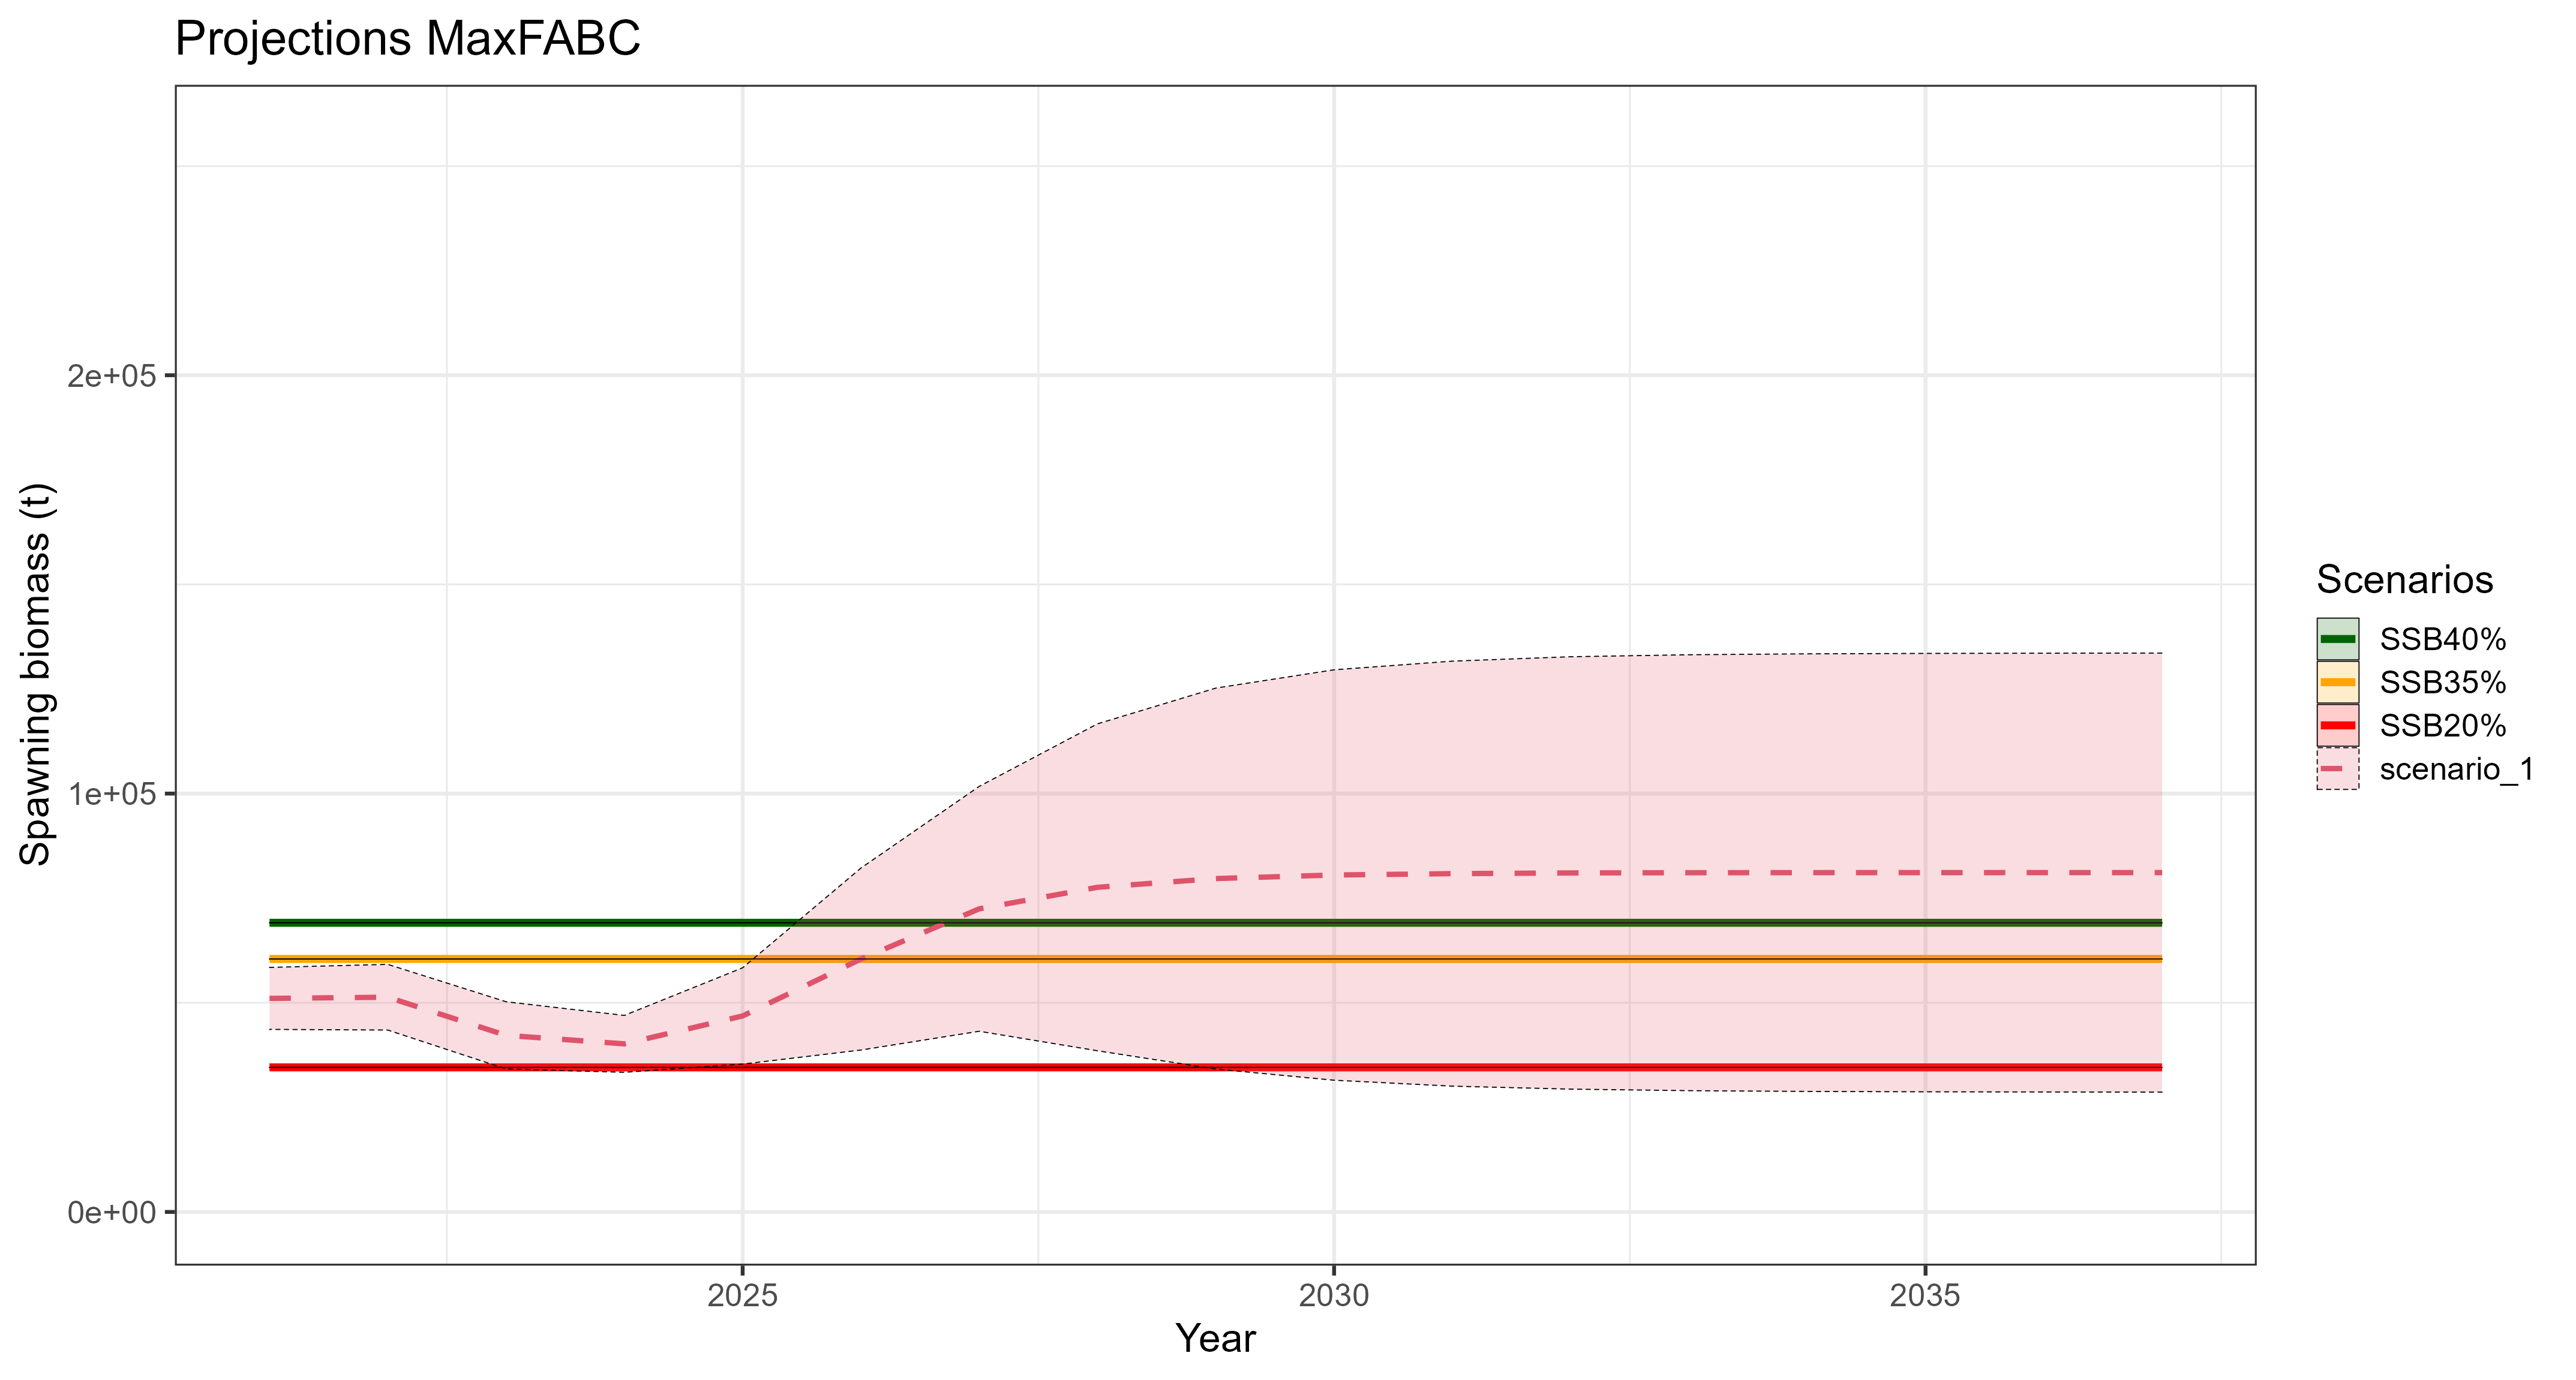 Projections MaxFABC
Spawning biomass (t)
2e+05
1e+05
0e+00
2025
2030
2035
Year
Scenarios
SSB40%
SSB35%
SSB20%
scenario_1